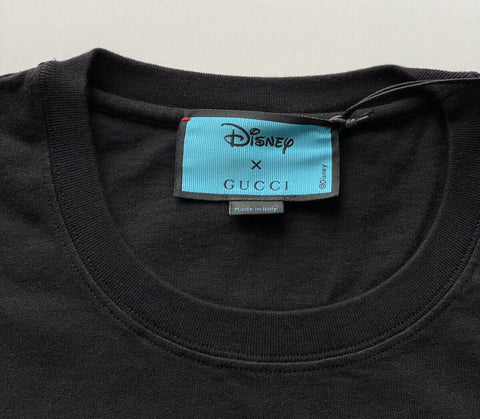 Disney
×
GUCCI
©Disney
Made in Italy